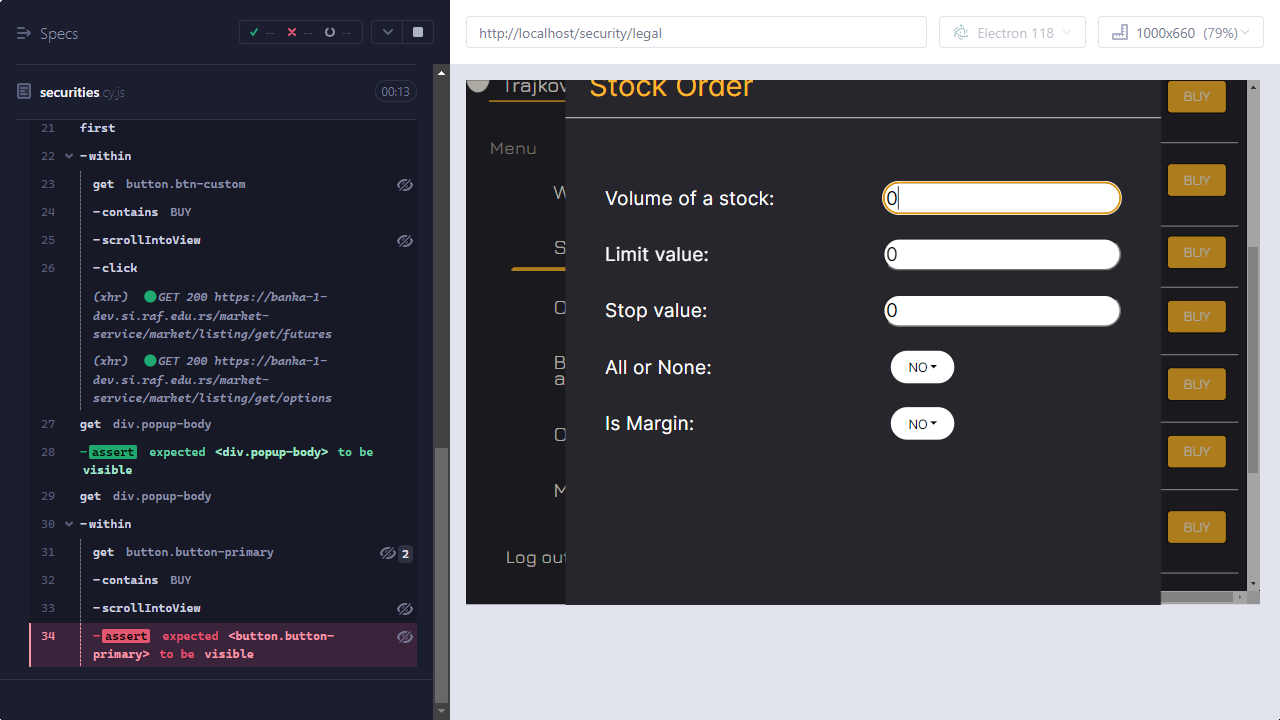 Specs
--
--
--
http://localhost/security/legal
Electron 118
1000x660 (79%)
securities.cy.js
00:13
21 first
22 -within
23 get button.btn-custom
24 -contains BUY
25 -scrollIntoView
26 -click
(xhr) GET 200 https://banka-1-
dev.si.raf.edu.rs/market-
service/market/listing/get/futures
(xhr) GET 200 https://banka-1-
dev.si.raf.edu.rs/market-
service/market/listing/get/options
27 get div.popup-body
28 -assert expected <div.popup-body> to be
visible
29 get div.popup-body
30 -within
31 get button.button-primary 2
32 -contains BUY
33 -scrollIntoView
34 -assert expected <button.button-
primary> to be visible
Trajkov
Menu
W
S
O
B
a
O
M
Log out
Stock Order
Volume of a stock: 0
Limit value: 0
Stop value: 0
All or None: NO
Is Margin: NO
BUY
BUY
BUY
BUY
BUY
BUY
BUY